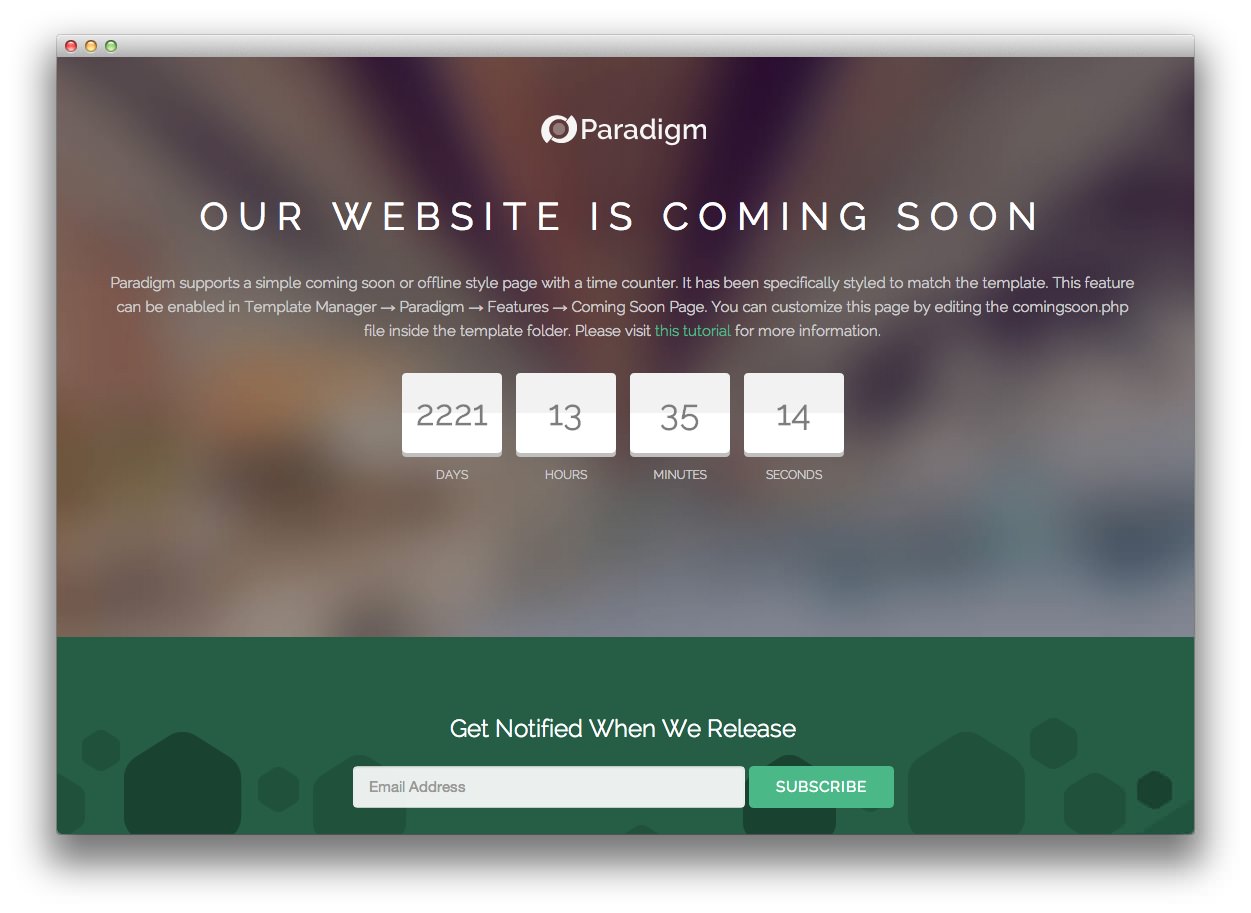 Paradigm
OUR WEBSITE IS COMING SOON
Paradigm supports a simple coming soon or offline style page with a time counter. It has been specifically styled to match the template. This feature
can be enabled in Template Manager → Paradigm → Features → Coming Soon Page. You can customize this page by editing the comingsoon.php
file inside the template folder. Please visit this tutorial for more information.
2221 13 35 14
DAYS HOURS MINUTES SECONDS
Get Notified When We Release
Email Address SUBSCRIBE